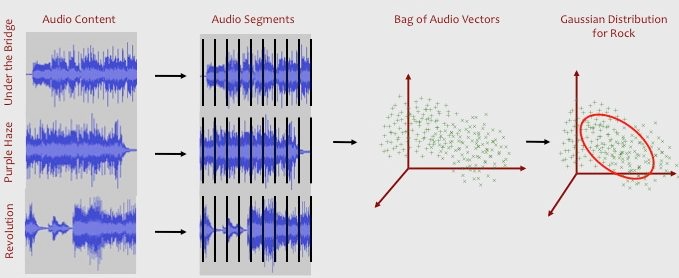 Audio Content
Audio Segments
Bag of Audio Vectors
Gaussian Distribution
for Rock
Under the Bridge
Purple Haze
Revolution